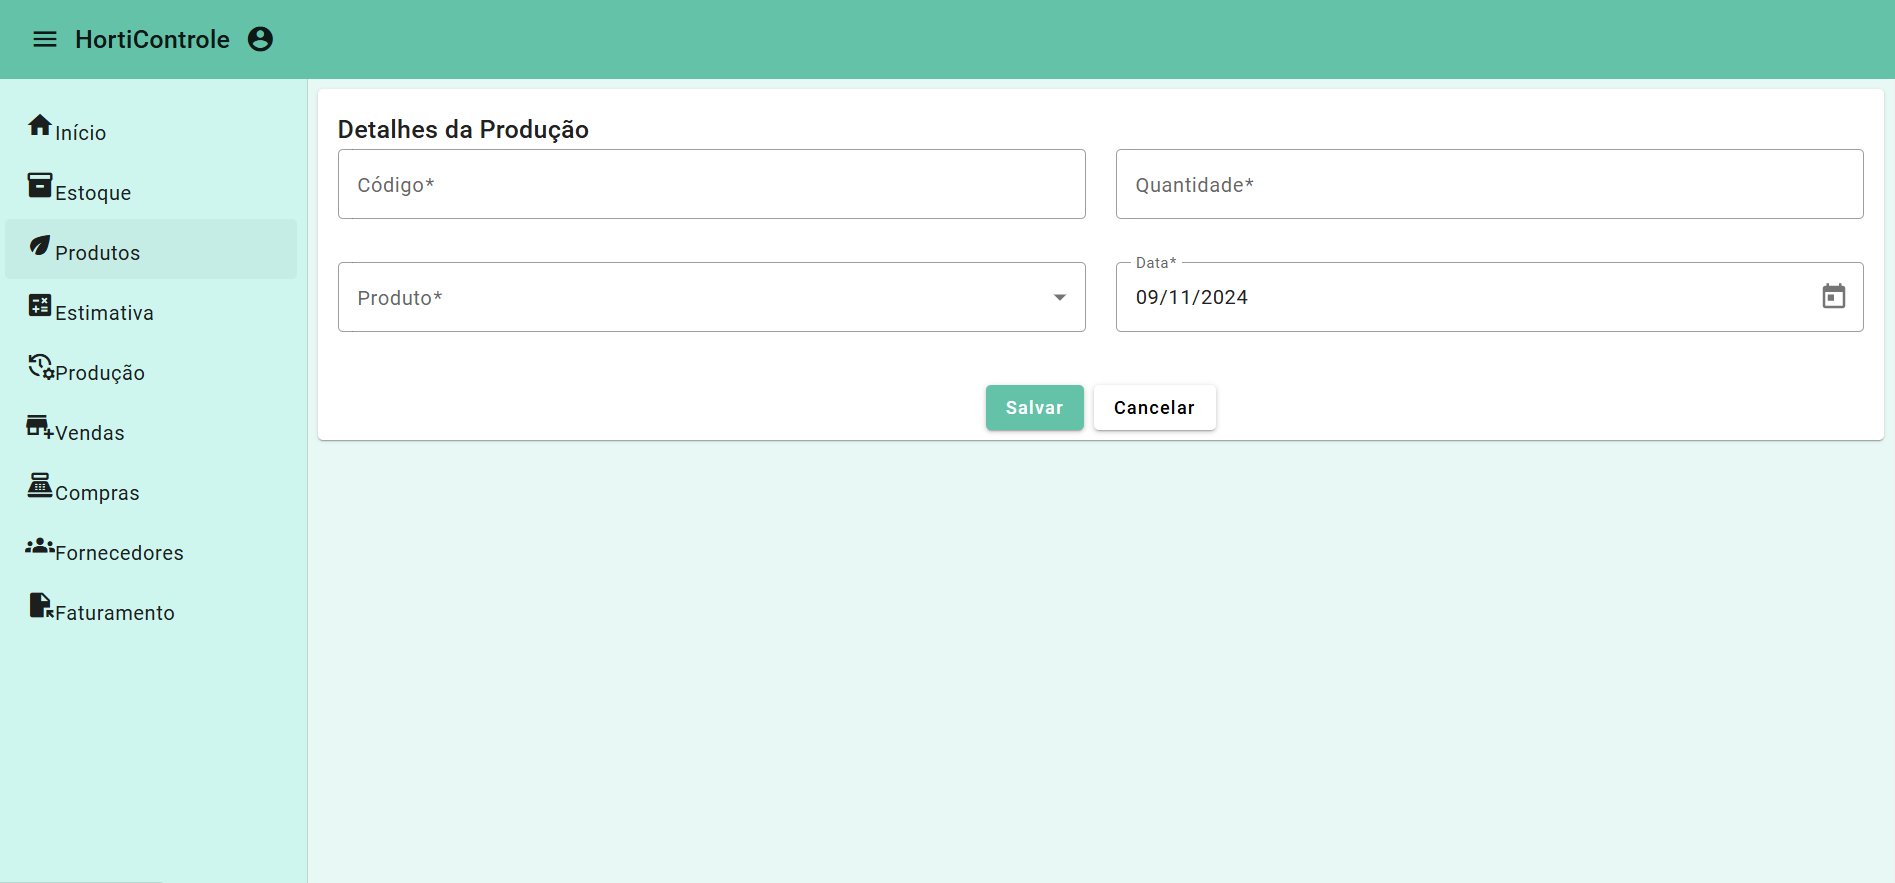 HortiControle
Início
Estoque
Produtos
Estimativa
Produção
Vendas
Compras
Fornecedores
Faturamento
Detalhes da Produção
Código*
Quantidade*
Produto*
Data*
09/11/2024
Salvar
Cancelar